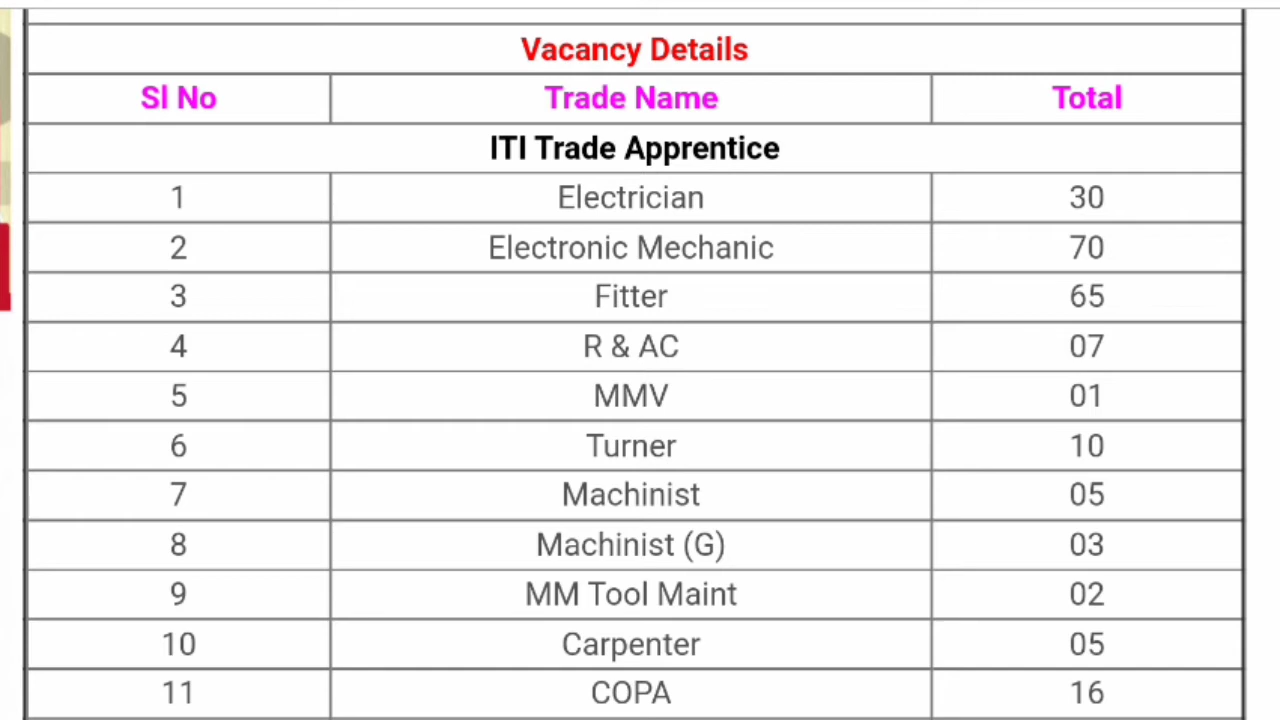 Vacancy Details
Sl No Trade Name Total
ITI Trade Apprentice
1 Electrician 30
2 Electronic Mechanic 70
3 Fitter 65
4 R & AC 07
5 MMV 01
6 Turner 10
7 Machinist 05
8 Machinist (G) 03
9 MM Tool Maint 02
10 Carpenter 05
11 COPA 16